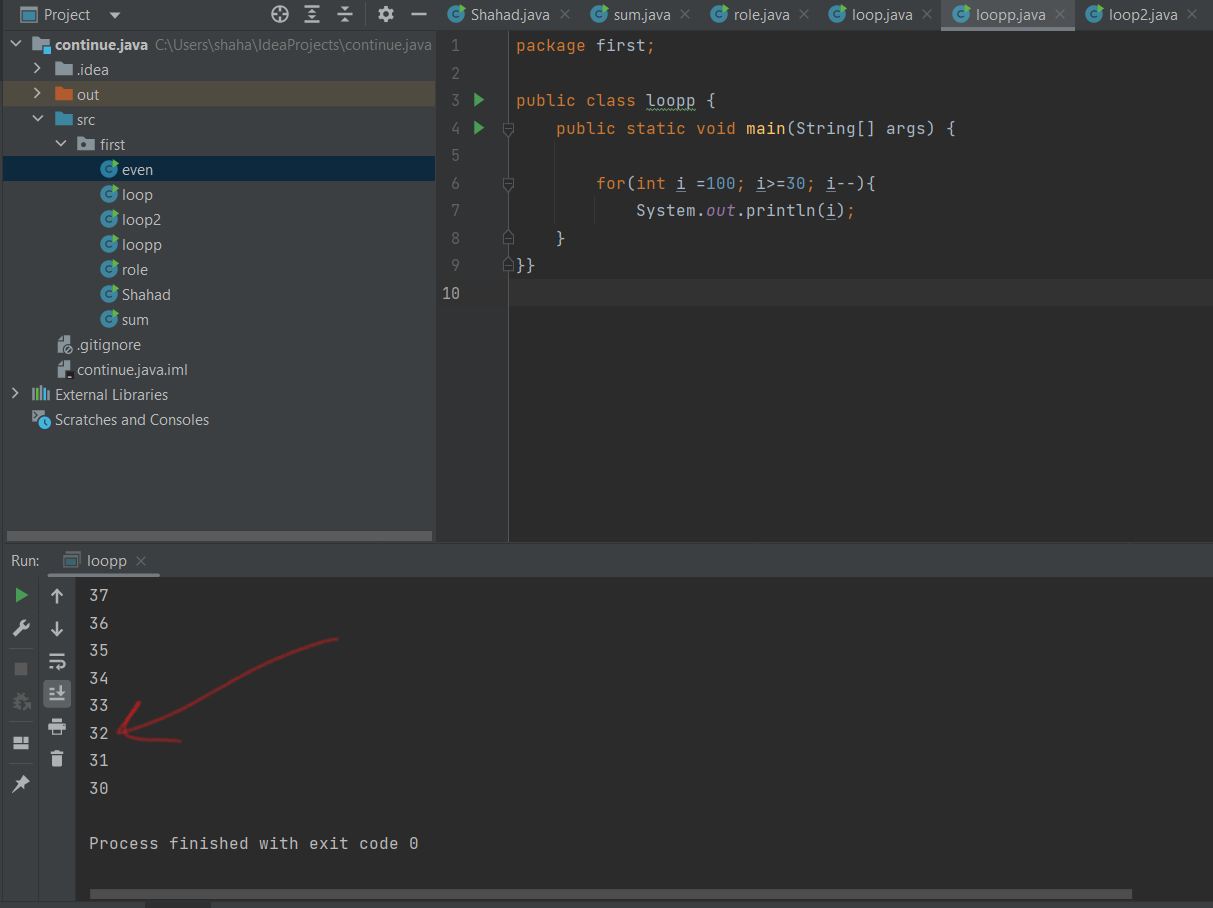 Project
Shahad.java
sum.java
role.java
loop.java
loopp.java
loop2.java
continue.java C:\Users\shaha\IdeaProjects\continue.java
.idea
out
src
first
even
loop
loop2
loopp
role
Shahad
sum
.gitignore
continue.java.iml
External Libraries
Scratches and Consoles
1 package first;
2
3 public class loopp {
4 public static void main(String[] args) {
5
6 for(int i =100; i>=30; i--){
7 System.out.println(i);
8 }
9 }}
10
Run: loopp
37
36
35
34
33
32
31
30
Process finished with exit code 0